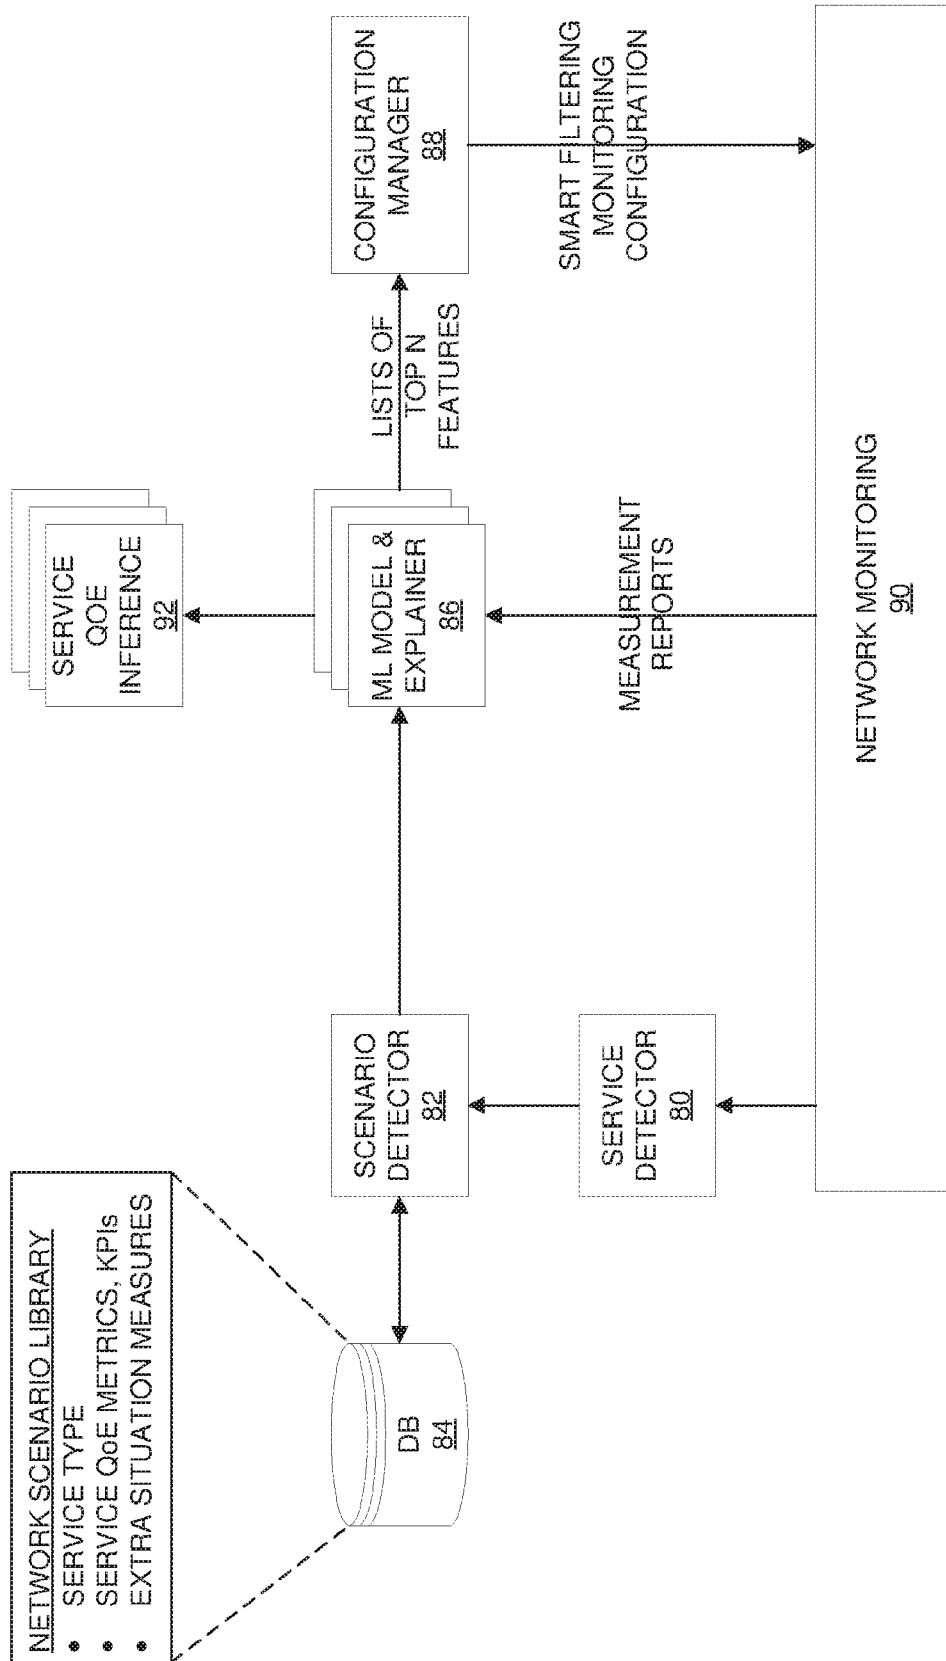 NETWORK SCENARIO LIBRARY
• SERVICE TYPE
• SERVICE QoE METRICS, KPIs
• EXTRA SITUATION MEASURES
DB
84
SCENARIO
DETECTOR
82
SERVICE
DETECTOR
80
SERVICE
QOE
INFERENCE
92
ML MODEL &
EXPLAINER
86
LISTS OF
TOP N
FEATURES
CONFIGURATION
MANAGER
88
MEASUREMENT
REPORTS
SMART FILTERING
MONITORING
CONFIGURATION
NETWORK MONITORING
90